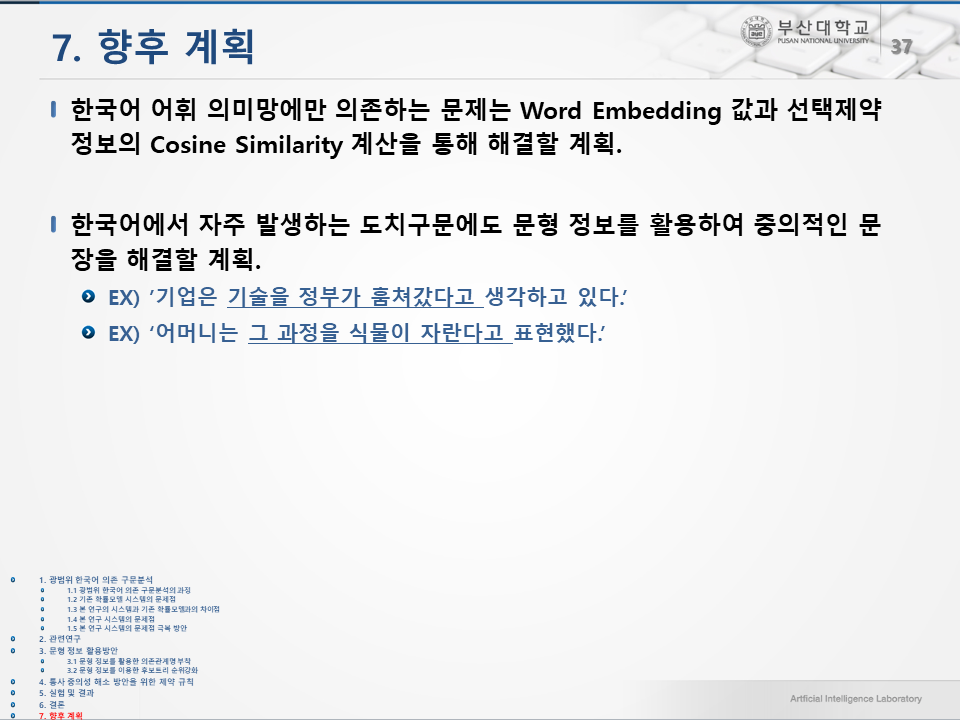 7. 향후 계획
부산대학교
PUSAN NATIONAL UNIVERSITY
37
한국어 어휘 의미망에만 의존하는 문제는 Word Embedding 값과 선택제약
정보의 Cosine Similarity 계산을 통해 해결할 계획.
한국어에서 자주 발생하는 도치구문에도 문형 정보를 활용하여 중의적인 문
장을 해결할 계획.
EX) ’기업은 기술을 정부가 훔쳐갔다고 생각하고 있다.’
EX) ‘어머니는 그 과정을 식물이 자란다고 표현했다.’
1. 광범위 한국어 의존 구문분석
1.1 광범위 한국어 의존 구문분석의 과정
1.2 기존 확률모델 시스템의 문제점
1.3 본 연구의 시스템과 기존 확률모델과의 차이점
1.4 본 연구 시스템의 문제점
1.5 본 연구 시스템의 문제점 극복 방안
2. 관련연구
3. 문형 정보 활용방안
3.1 문형 정보를 활용한 의존관계명 부착
3.2 문형 정보를 이용한 후보트리 순위강화
4. 통사 중의성 해소 방안을 위한 제약 규칙
5. 실험 및 결과
6. 결론
7. 향후 계획
Artficial Intelligence Laboratory